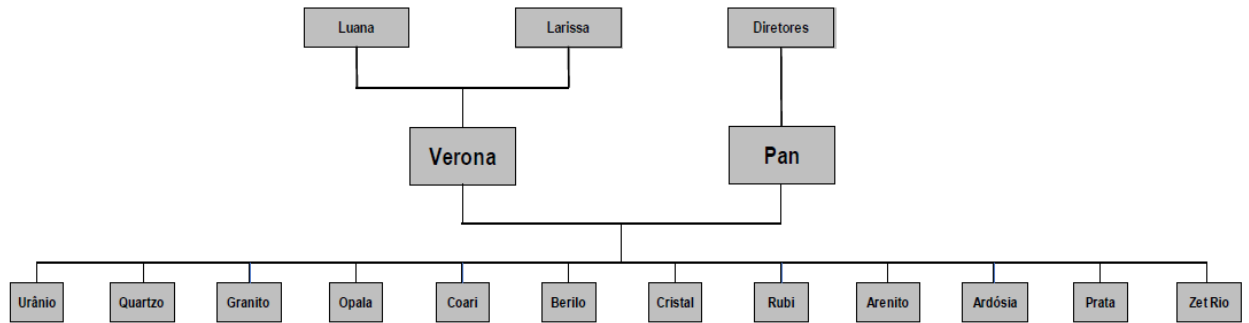 Luana
Larissa
Diretores
Verona
Pan
Urânio
Quartzo
Granito
Opala
Coari
Berilo
Cristal
Rubi
Arenito
Ardósia
Prata
Zet Rio